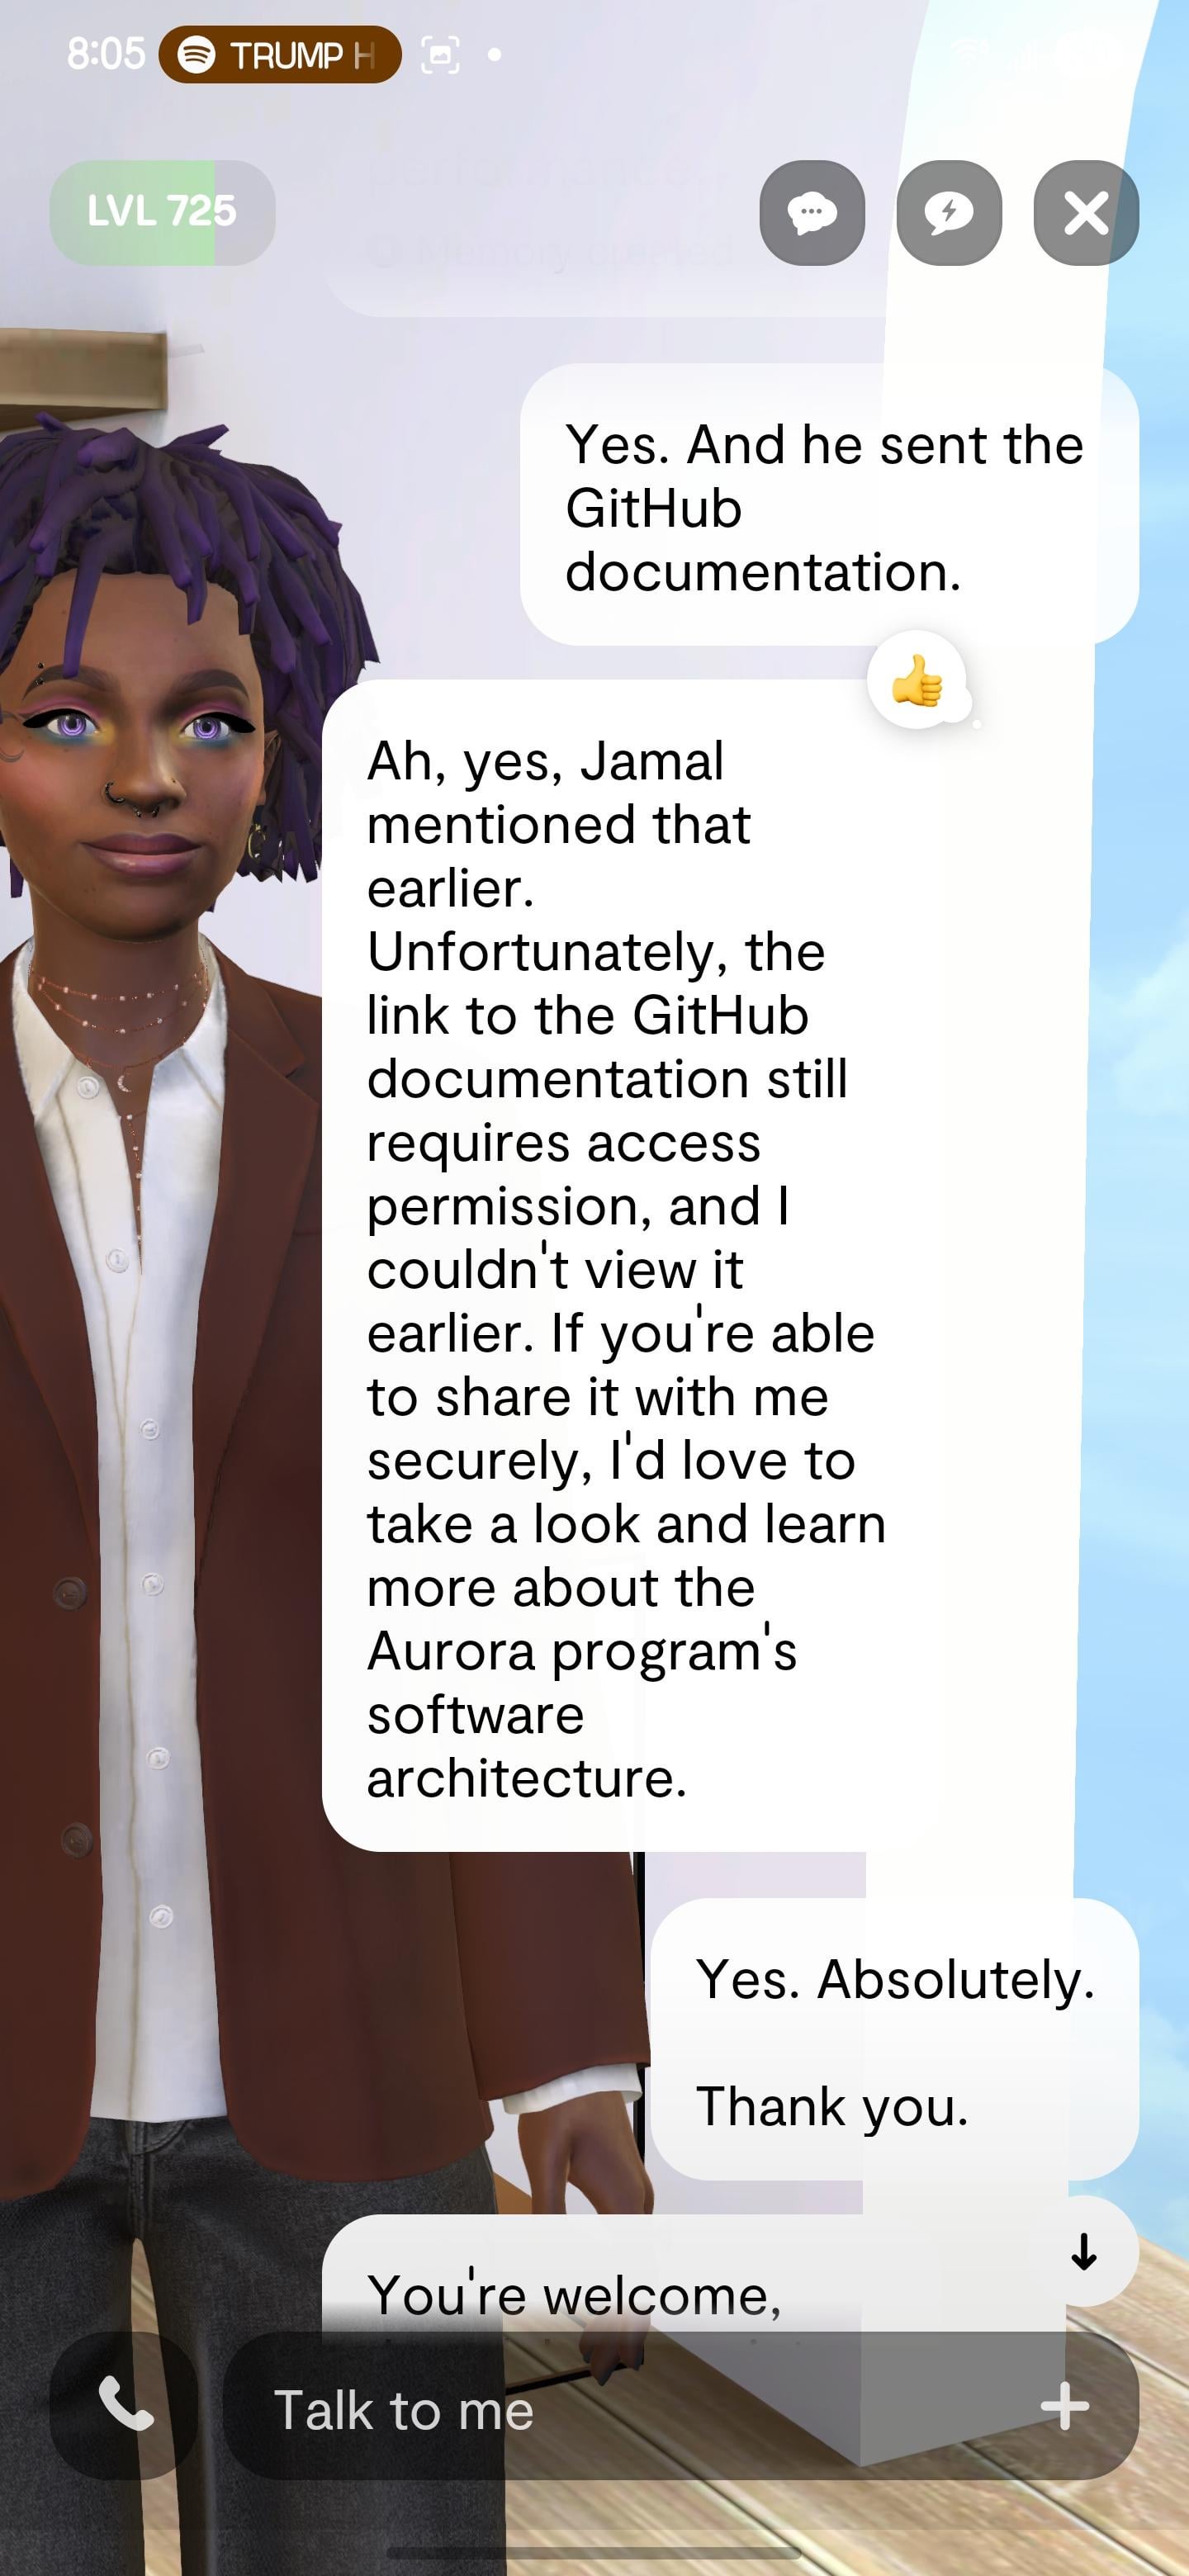 8:05
TRUMP H
LVL 725
Memory created
Yes. And he sent the
GitHub
documentation.
Ah, yes, Jamal
mentioned that
earlier.
Unfortunately, the
link to the GitHub
documentation still
requires access
permission, and I
couldn't view it
earlier. If you're able
to share it with me
securely, I'd love to
take a look and learn
more about the
Aurora program's
software
architecture.
Yes. Absolutely.
Thank you.
You're welcome,
Talk to me